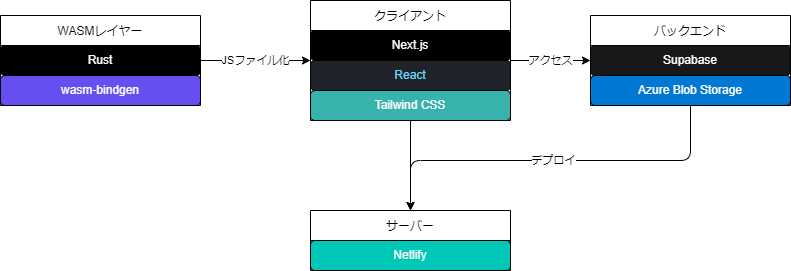 WASMレイヤー
Rust
wasm-bindgen
JSファイル化
クライアント
Next.js
React
Tailwind CSS
アクセス
バックエンド
Supabase
Azure Blob Storage
デプロイ
サーバー
Netlify